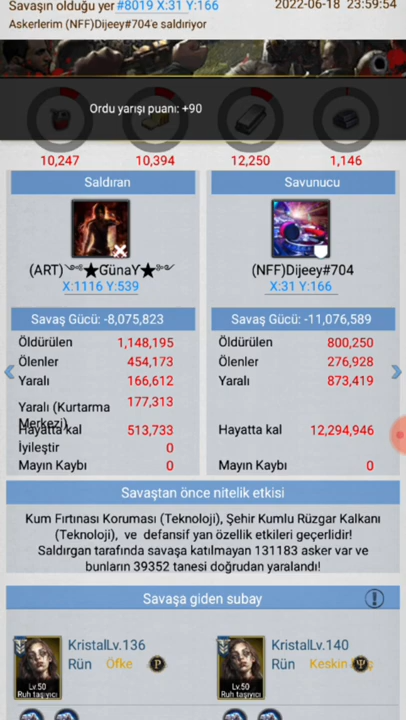 Savaşın olduğu yer #8019 X:31 Y:166
2022-06-18 23:59:54
Askerlerim (NFF)Dijeey#704'e saldırıyor
Ordu yarışı puanı: +90
10,247 10,394 12,250 1,146
Saldıran Savunucu
(ART) ★GünaY★ (NFF)Dijeey#704
X:1116 Y:539 X:31 Y:166
Savaş Gücü: -8,075,823 Savaş Gücü: -11,076,589
Öldürülen 1,148,195 Öldürülen 800,250
Ölenler 454,173 Ölenler 276,928
Yaralı 166,612 Yaralı 873,419
Yaralı (Kurtarma Merkezi) 177,313
Hayatta kal 513,733 Hayatta kal 12,294,946
İyileştir 0
Mayın Kaybı 0 Mayın Kaybı 0
Savaştan önce nitelik etkisi
Kum Fırtınası Koruması (Teknoloji), Şehir Kumlu Rüzgar Kalkanı
(Teknoloji), ve defansif yan özellik etkileri geçerlidir!
Saldırgan tarafında savaşa katılmayan 131183 asker var ve
bunların 39352 tanesi doğrudan yaralandı!
Savaşa giden subay
KristalLv.136 KristalLv.140
Rün Öfke P Rün Keskin
Lv.50 Lv.50
Ruh taşıyıcı Ruh taşıyıcı